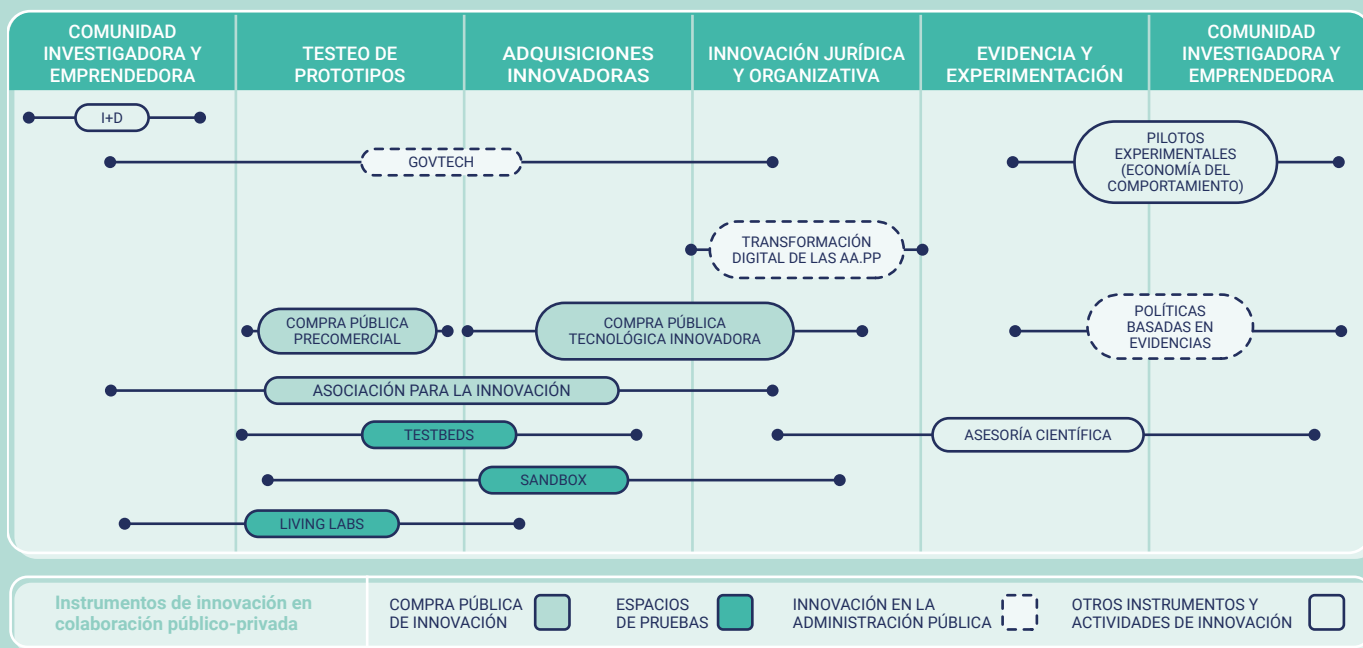 COMUNIDAD
INVESTIGADORA Y
EMPRENDEDORA
TESTEO DE
PROTOTIPOS
ADQUISICIONES
INNOVADORAS
INNOVACIÓN JURÍDICA
Y ORGANIZATIVA
EVIDENCIA Y
EXPERIMENTACIÓN
COMUNIDAD
INVESTIGADORA Y
EMPRENDEDORA
I+D
GOVTECH
PILOTOS
EXPERIMENTALES
(ECONOMÍA DEL
COMPORTAMIENTO)
TRANSFORMACIÓN
DIGITAL DE LAS AA.PP
COMPRA PÚBLICA
PRECOMERCIAL
COMPRA PÚBLICA
TECNOLÓGICA INNOVADORA
POLÍTICAS
BASADAS EN
EVIDENCIAS
ASOCIACIÓN PARA LA INNOVACIÓN
TESTBEDS
ASESORÍA CIENTÍFICA
SANDBOX
LIVING LABS
Instrumentos de innovación en
colaboración público-privada
COMPRA PÚBLICA
DE INNOVACIÓN
ESPACIOS
DE PRUEBAS
INNOVACIÓN EN LA
ADMINISTRACIÓN PÚBLICA
OTROS INSTRUMENTOS Y
ACTIVIDADES DE INNOVACIÓN